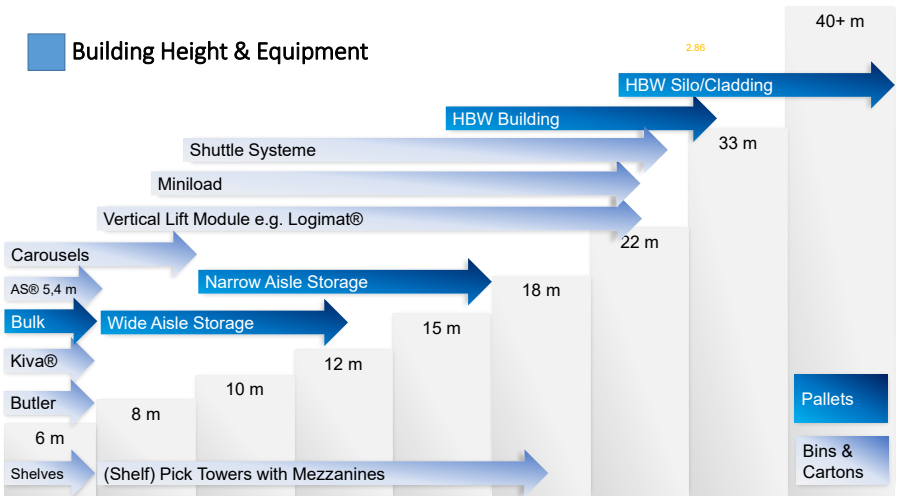 40+ m
Building Height & Equipment
2.86
HBW Silo/Cladding
HBW Building
33 m
Shuttle Systeme
Miniload
Vertical Lift Module e.g. Logimat®
22 m
Carousels
Narrow Aisle Storage
AS® 5,4 m
18 m
Bulk
Wide Aisle Storage
15 m
Kiva®
12 m
10 m
Butler
8 m
Pallets
6 m
Bins &
Cartons
Shelves
(Shelf) Pick Towers with Mezzanines